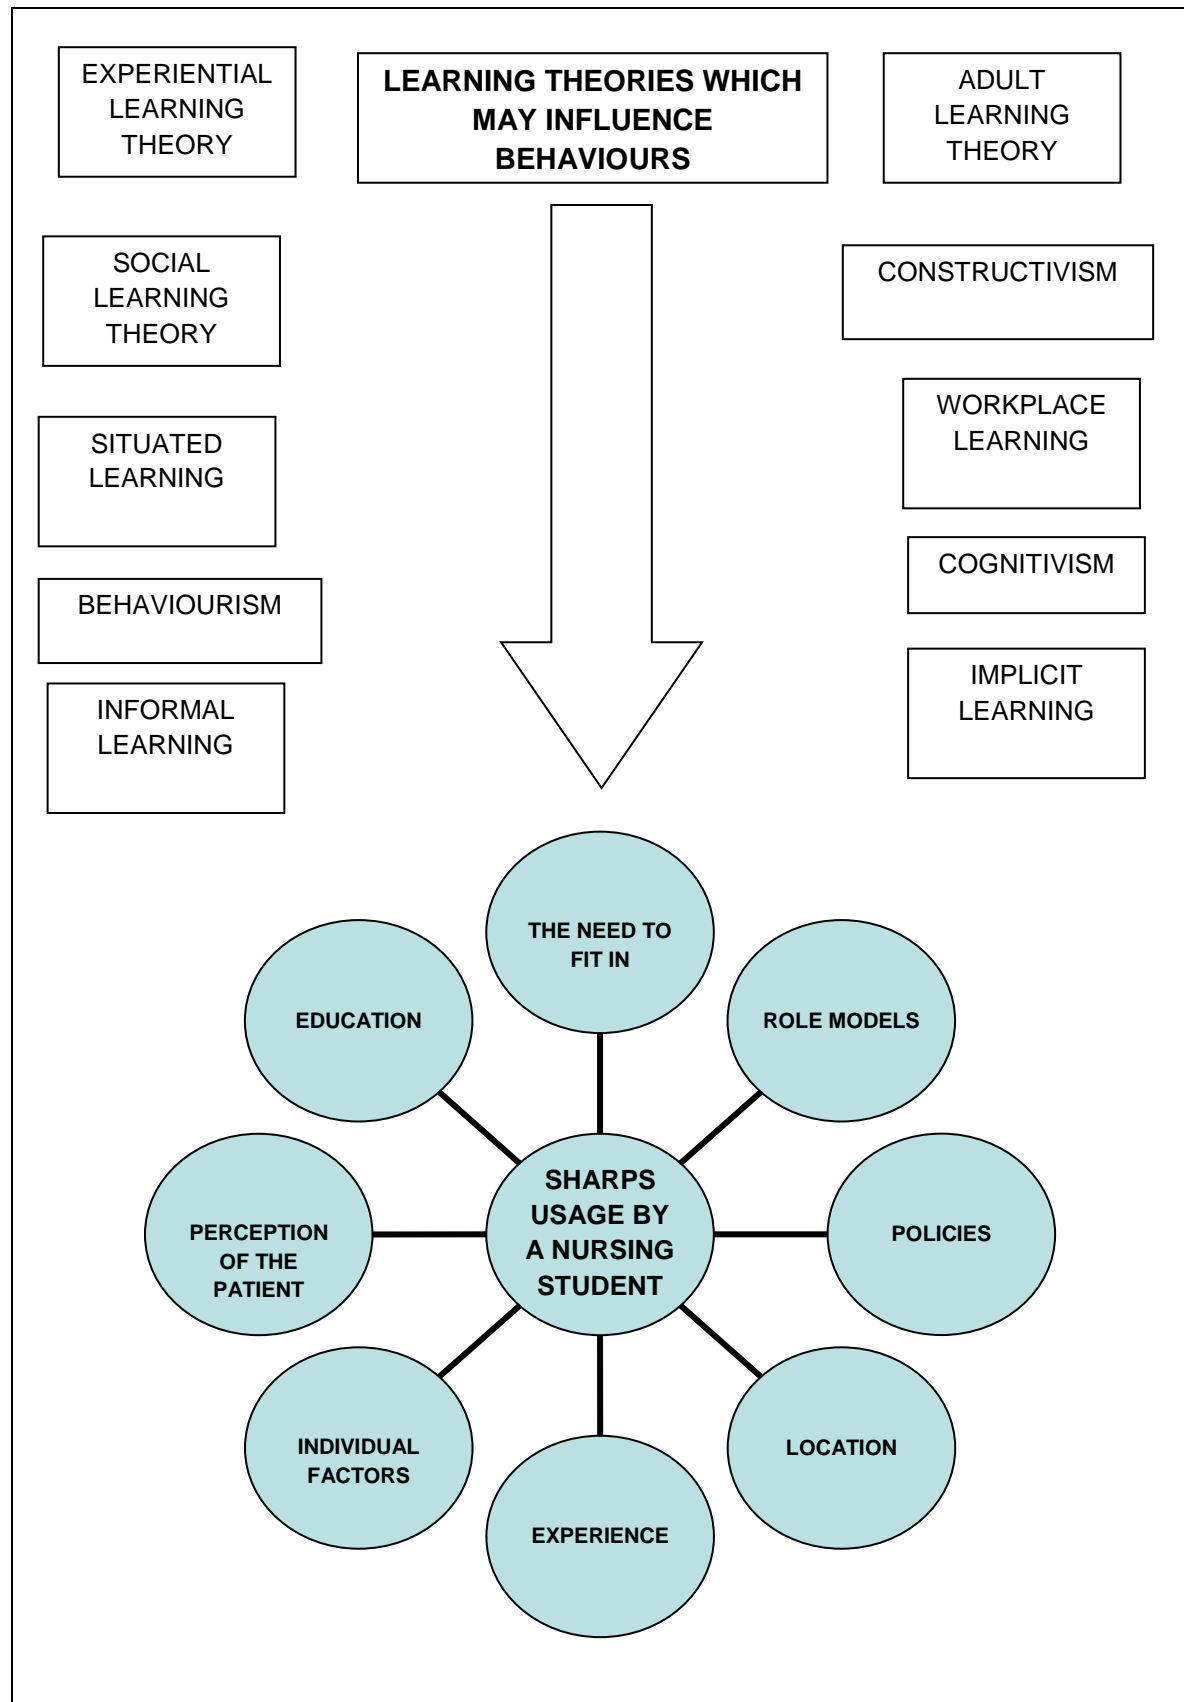 EXPERIENTIAL
LEARNING
THEORY
LEARNING THEORIES WHICH
MAY INFLUENCE
BEHAVIOURS
ADULT
LEARNING
THEORY
SOCIAL
LEARNING
THEORY
CONSTRUCTIVISM
SITUATED
LEARNING
WORKPLACE
LEARNING
BEHAVIOURISM
COGNITIVISM
INFORMAL
LEARNING
IMPLICIT
LEARNING
THE NEED TO
FIT IN
EDUCATION
ROLE MODELS
PERCEPTION
OF THE
PATIENT
SHARPS
USAGE BY
A NURSING
STUDENT
POLICIES
INDIVIDUAL
FACTORS
LOCATION
EXPERIENCE